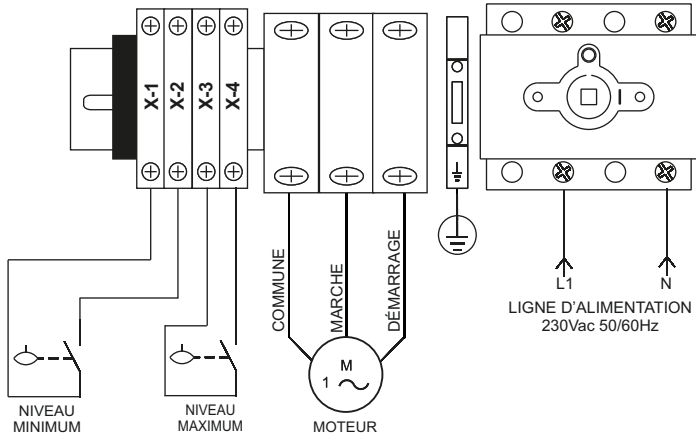 X-1
X-2
X-3
X-4
COMMUNE
MARCHE
DÉMARRAGE
L1
N
LIGNE D'ALIMENTATION
230Vac 50/60Hz
M
1
NIVEAU
MINIMUM
NIVEAU
MAXIMUM
MOTEUR